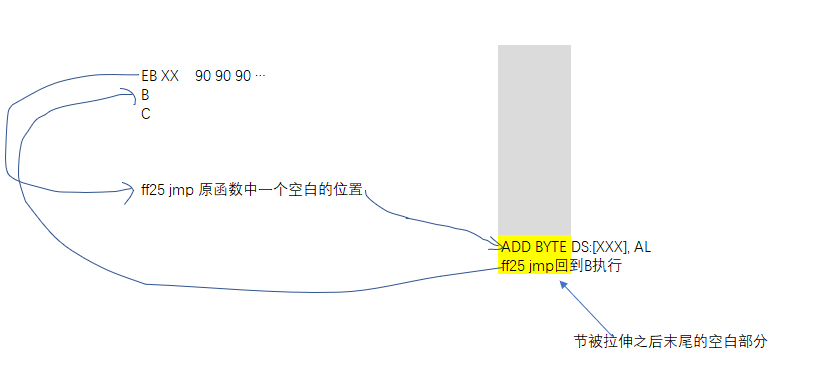 EB XX 90 90 90 ...
B
C
ff25 jmp 原函数中一个空白的位置
ADD BYTE DS:[XXX], AL
ff25 jmp回到B执行
节被拉伸之后末尾的空白部分